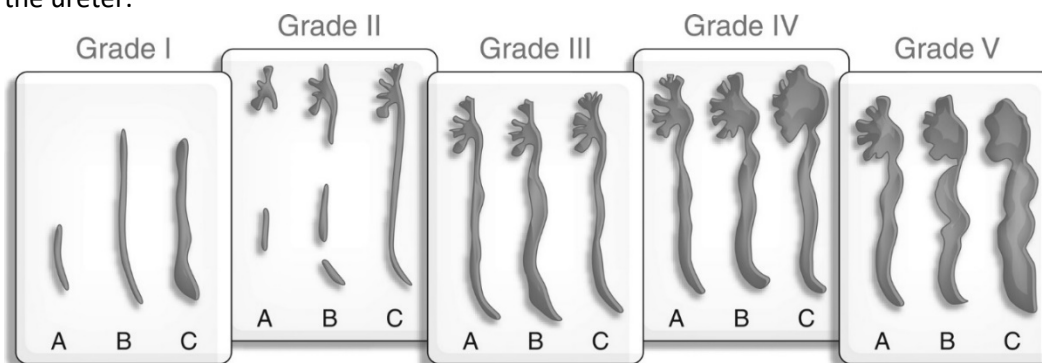 the ureter.
Grade I
Grade II
Grade III
Grade IV
Grade V
A B C
A B C
A B C
A B C
A B C